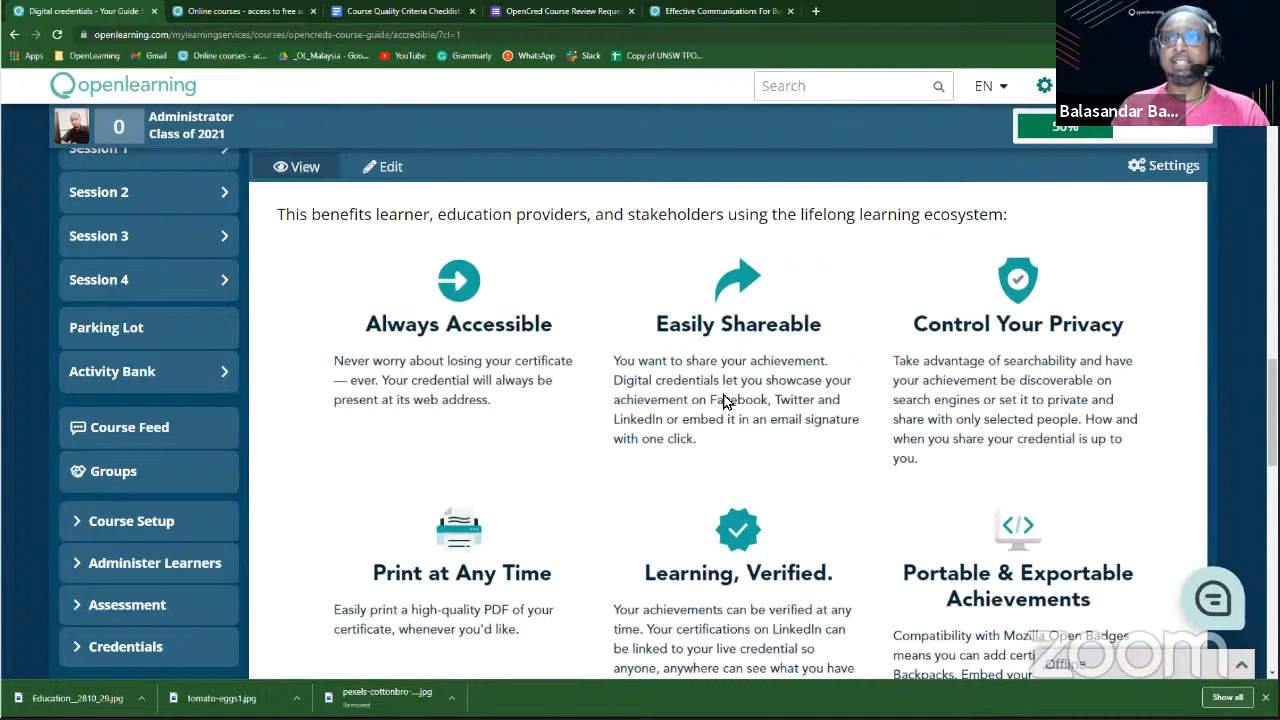 Digital credentials - Your Guide
Online courses - access to free a
Course Quality Criteria Checklist
OpenCred Course Review Reques
Effective Communications For Bu
openlearning.com/mylearningservices/courses/opencreds-course-guide/accredible/?cl=1
Apps
OpenLearning
Gmail
Online courses - ac...
_OL_Malaysia - Goo...
YouTube
Grammarly
WhatsApp
Slack
Copy of UNSW TPO...
openlearning
Search
EN
openlearning
Balasandar Ba...
0
Administrator
Class of 2021
50%
Session 1
Session 2
Session 3
Session 4
Parking Lot
Activity Bank
Course Feed
Groups
Course Setup
Administer Learners
Assessment
Credentials
View
Edit
Settings
This benefits learner, education providers, and stakeholders using the lifelong learning ecosystem:
Always Accessible
Never worry about losing your certificate
— ever. Your credential will always be
present at its web address.
Easily Shareable
You want to share your achievement.
Digital credentials let you showcase your
achievement on Facebook, Twitter and
LinkedIn or embed it in an email signature
with one click.
Control Your Privacy
Take advantage of searchability and have
your achievement be discoverable on
search engines or set it to private and
share with only selected people. How and
when you share your credential is up to
you.
Print at Any Time
Easily print a high-quality PDF of your
certificate, whenever you'd like.
Learning, Verified.
Your achievements can be verified at any
time. Your certifications on LinkedIn can
be linked to your live credential so
anyone, anywhere can see what you have
Portable & Exportable
Achievements
Compatibility with Mozilla Open Badges
means you can add certi
Backpacks. Embed your
zoom
Offline
Education__2810_29.jpg
tomato-eggs1.jpg
pexels-cottonbro-....jpg
Removed
Show all